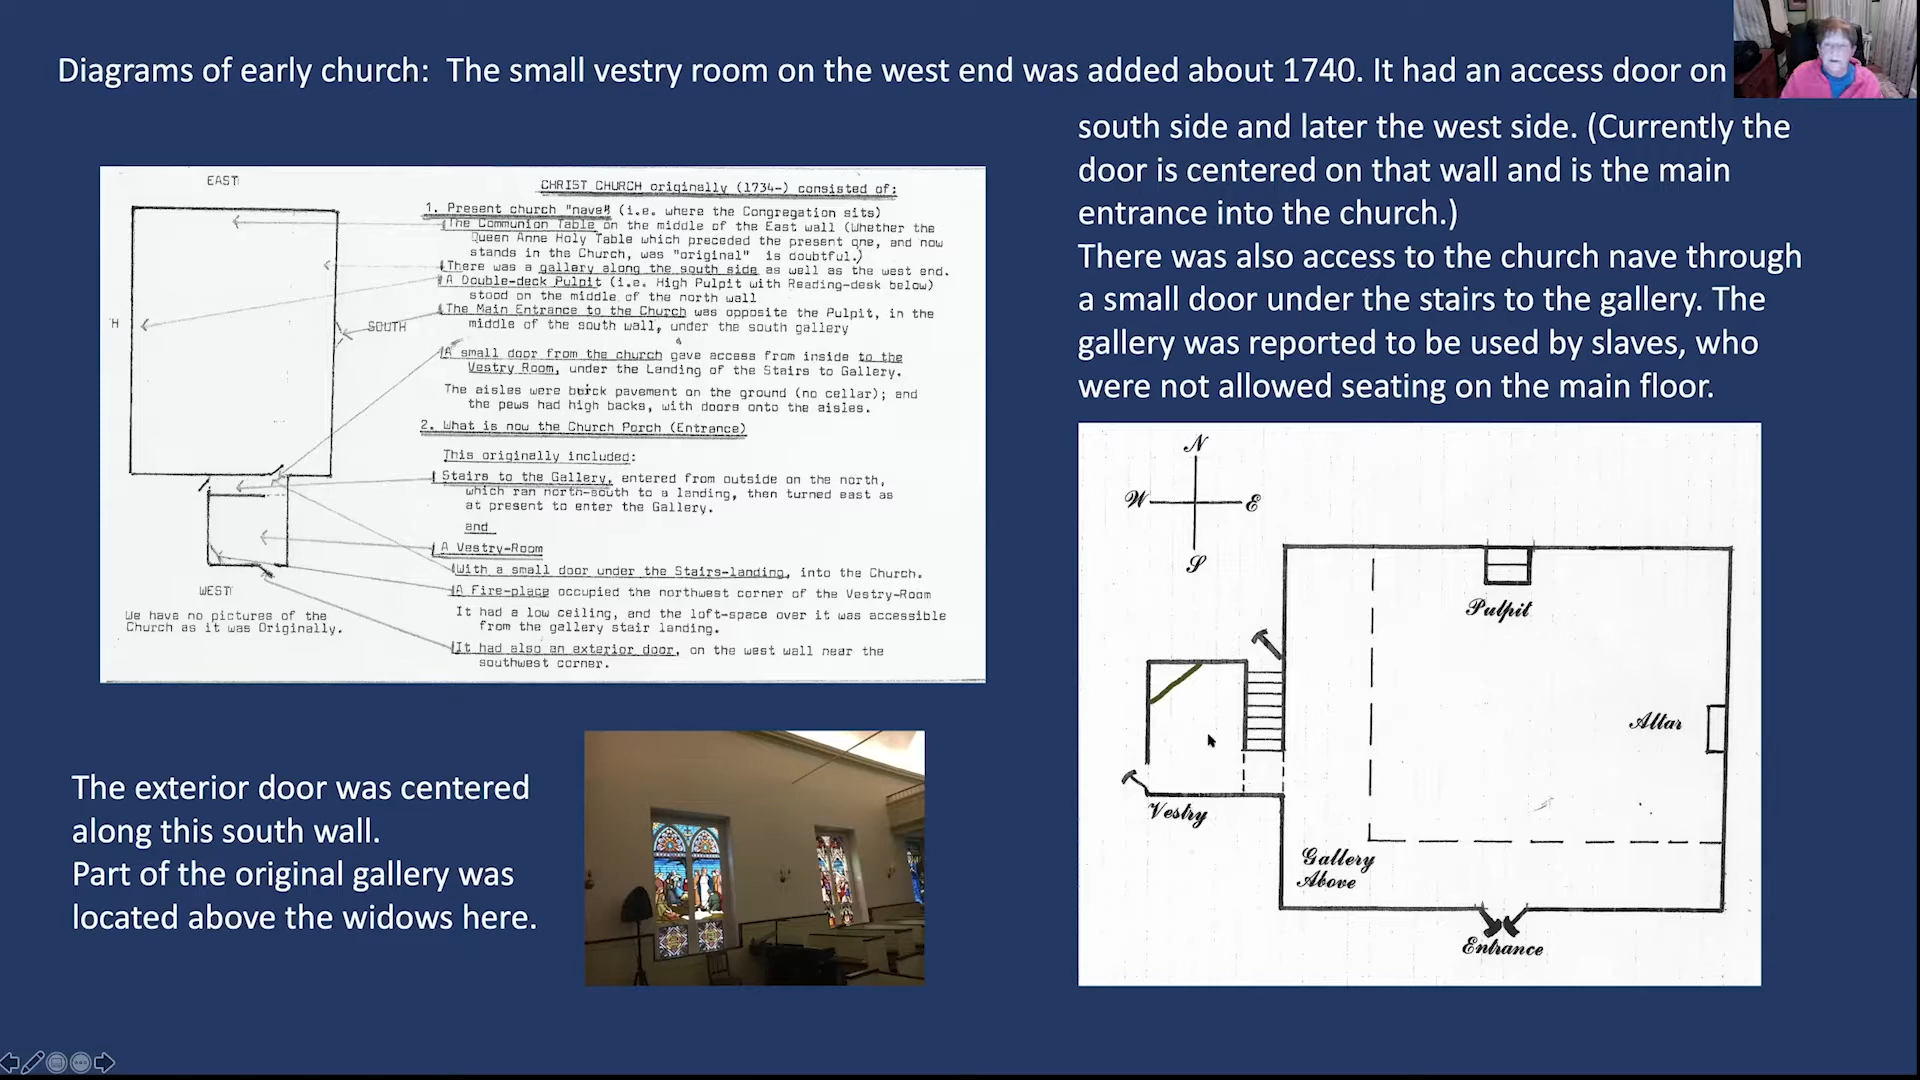 Diagrams of early church:  The small vestry room on the west end was added about 1740. It had an access door on
south side and later the west side. (Currently the
door is centered on that wall and is the main
entrance into the church.)
There was also access to the church nave through
a small door under the stairs to the gallery. The
gallery was reported to be used by slaves, who
were not allowed seating on the main floor.
EAST
H
SOUTH
WEST
We have no pictures of the
Church as it was Originally.
CHRIST CHURCH originally (1734-) consisted of:
1. Present church "nave" (i.e. where the Congregation sits)
The Communion Table on the middle of the East wall (Whether the
Queen Anne Holy Table which preceded the present one, and now
stands in the Church, was "original" is doubtful.)
There was a gallery along the south side as well as the west end.
A Double-deck Pulpit (i.e. High Pulpit with Reading-desk below)
stood on the middle of the north wall
The Main Entrance to the Church was opposite the Pulpit, in the
middle of the south wall, under the south gallery
A small door from the church gave access from inside to the
Vestry Room, under the Landing of the Stairs to Gallery.
The aisles were brick pavement on the ground (no cellar); and
the pews had high backs, with doors onto the aisles.
2. What is now the Church Porch (Entrance)
This originally included:
Stairs to the Gallery, entered from outside on the north,
which ran north-south to a landing, then turned east as
at present to enter the Gallery.
and
A Vestry-Room
With a small door under the Stairs-landing, into the Church.
A Fire-place occupied the northwest corner of the Vestry-Room
It had a low ceiling, and the loft-space over it was accessible
from the gallery stair landing.
It had also an exterior door, on the west wall near the
southwest corner.
N
W
E
S
Pulpit
Altar
Vestry
Gallery
Above
Entrance
The exterior door was centered
along this south wall.
Part of the original gallery was
located above the widows here.